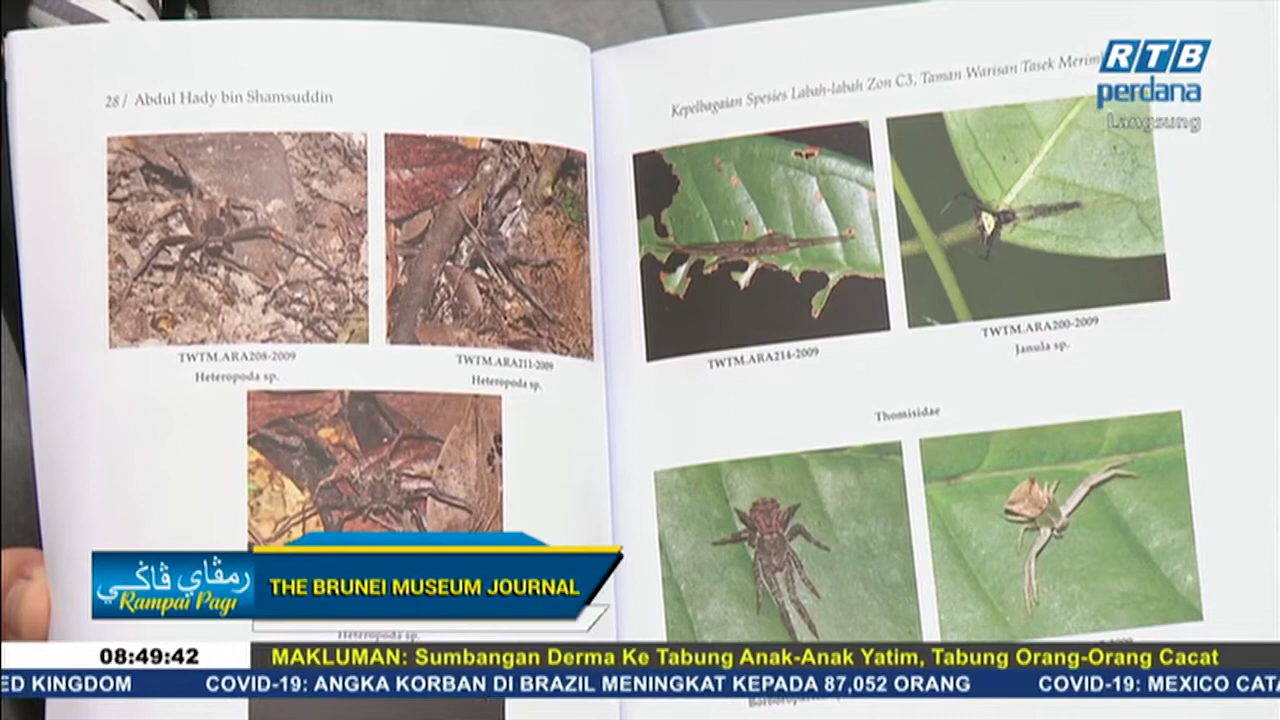 28 / Abdul Hady bin Shamsuddin
Kepelbagaian Spesies Labah-labah Zon C3, Taman Warisan Tasek
RTB
perdana
Langsung
TWTM.ARA208-2009
Heteropoda sp.
TWTM.ARA211-2009
Heteropoda sp.
TWTM.ARA214-2009
TWTM.ARA200-2009
Janula sp.
Thomisidae
رمڤاي ڤاݢي
Rampai Pagi
THE BRUNEI MUSEUM JOURNAL
Heteropoda sp.
08:49:42
MAKLUMAN: Sumbangan Derma Ke Tabung Anak-Anak Yatim, Tabung Orang-Orang Cacat
ED KINGDOM COVID-19: ANGKA KORBAN DI BRAZIL MENINGKAT KEPADA 87,052 ORANG COVID-19: MEXICO CAT